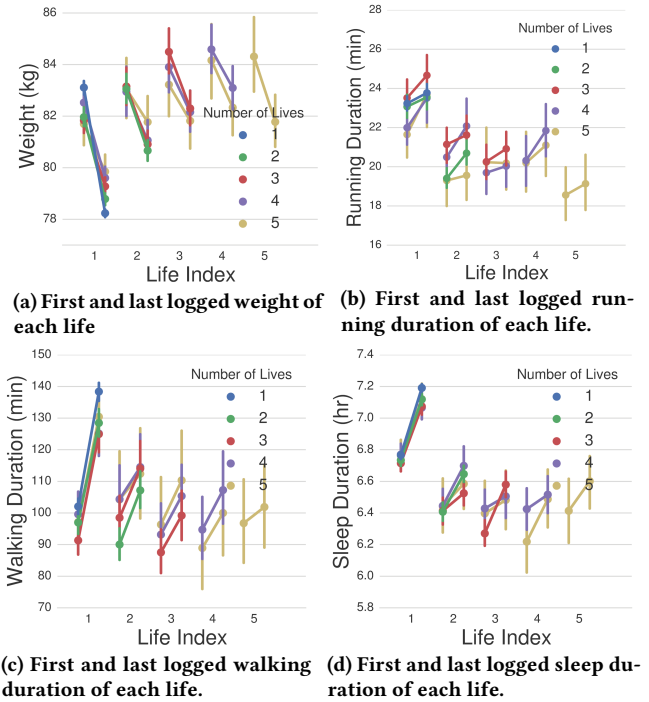 86
84
82
80
78
Weight (kg)
Number of Lives
1
2
3
4
5
1 2 3 4 5
Life Index
(a) First and last logged weight of
each life
28
26
24
22
20
18
16
Running Duration (min)
Number of Lives
1
2
3
4
5
1 2 3 4 5
Life Index
(b) First and last logged run-
ning duration of each life.
150
140
130
120
110
100
90
80
70
Walking Duration (min)
Number of Lives
1
2
3
4
5
1 2 3 4 5
Life Index
(c) First and last logged walking
duration of each life.
7.4
7.2
7.0
6.8
6.6
6.4
6.2
6.0
5.8
Sleep Duration (hr)
Number of Lives
1
2
3
4
5
1 2 3 4 5
Life Index
(d) First and last logged sleep du-
ration of each life.